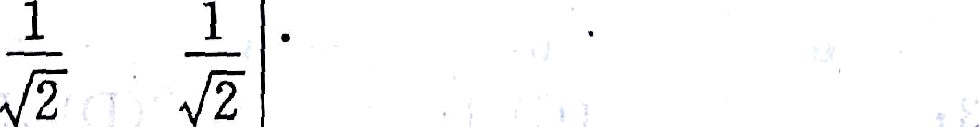 1/√2 1/√2 | .